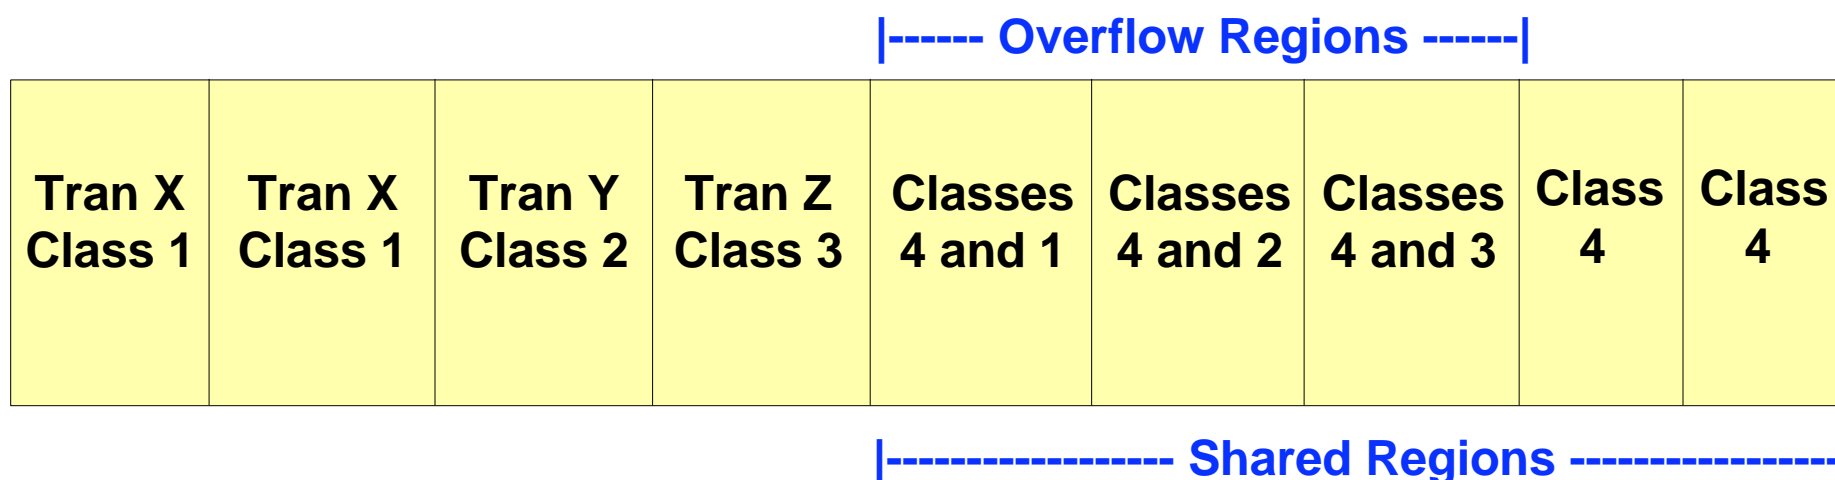 |------ Overflow Regions ------|
Tran X
Class 1
Tran X
Class 1
Tran Y
Class 2
Tran Z
Class 3
Classes
4 and 1
Classes
4 and 2
Classes
4 and 3
Class
4
Class
4
|------------------ Shared Regions -----------------